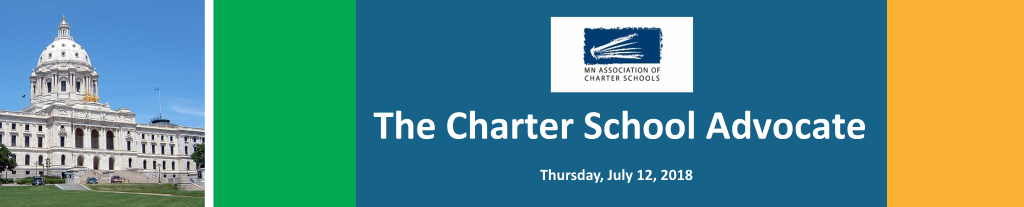 MN ASSOCIATION OF
CHARTER SCHOOLS
The Charter School Advocate
Thursday, July 12, 2018